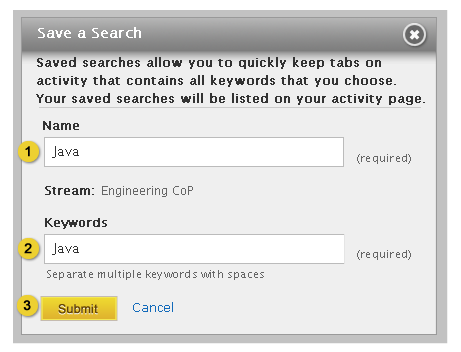 Save a Search
Saved searches allow you to quickly keep tabs on
activity that contains all keywords that you choose.
Your saved searches will be listed on your activity page.
Name
1 Java (required)
Stream: Engineering CoP
Keywords
2 Java (required)
Separate multiple keywords with spaces
3 Submit Cancel